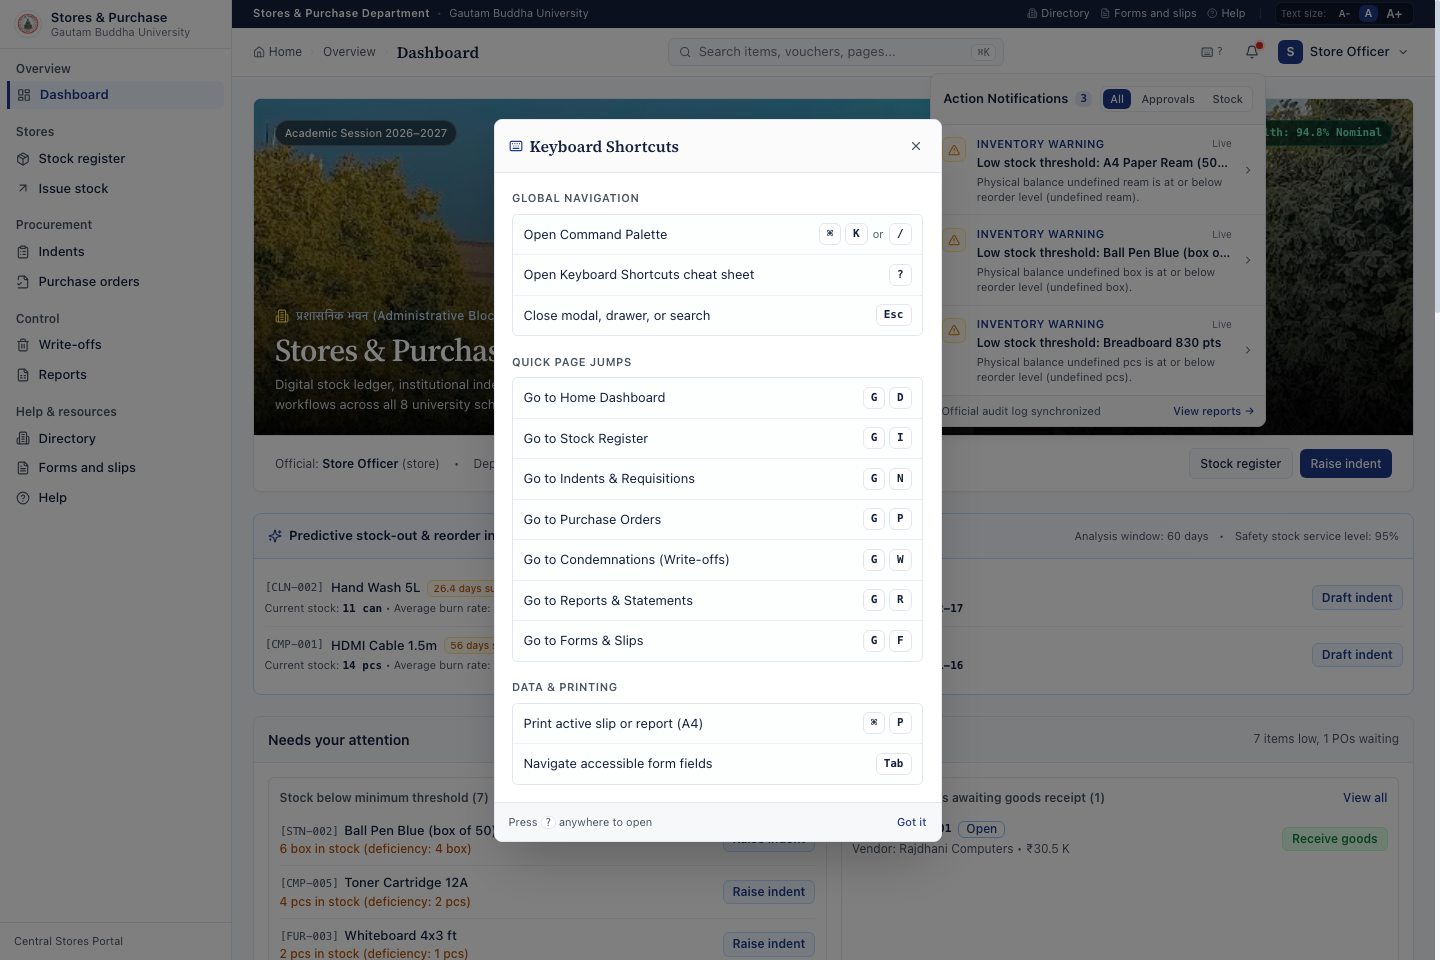 Stores & Purchase
Gautam Buddha University
Overview
Dashboard
Stores
Stock register
Issue stock
Procurement
Indents
Purchase orders
Control
Write-offs
Reports
Help & resources
Directory
Forms and slips
Help
Central Stores Portal
Stores & Purchase Department · Gautam Buddha University
Directory Forms and slips Help Text size: A- A A+
Home Overview Dashboard
Search items, vouchers, pages... ⌘K
? S Store Officer
Academic Session 2026–2027
lth: 94.8% Nominal
प्रशासनिक भवन (Administrative Bloc
Stores & Purchas
Digital stock ledger, institutional inde
workflows across all 8 university sch
Official: Store Officer (store) • Dep
Stock register Raise indent
Action Notifications 3 All Approvals Stock
INVENTORY WARNING Live
Low stock threshold: A4 Paper Ream (50...
Physical balance undefined ream is at or below
reorder level (undefined ream).
INVENTORY WARNING Live
Low stock threshold: Ball Pen Blue (box o...
Physical balance undefined box is at or below
reorder level (undefined box).
INVENTORY WARNING Live
Low stock threshold: Breadboard 830 pts
Physical balance undefined pcs is at or below
reorder level (undefined pcs).
Official audit log synchronized View reports →
Keyboard Shortcuts
GLOBAL NAVIGATION
Open Command Palette ⌘ K or /
Open Keyboard Shortcuts cheat sheet ?
Close modal, drawer, or search Esc
QUICK PAGE JUMPS
Go to Home Dashboard G D
Go to Stock Register G I
Go to Indents & Requisitions G N
Go to Purchase Orders G P
Go to Condemnations (Write-offs) G W
Go to Reports & Statements G R
Go to Forms & Slips G F
DATA & PRINTING
Print active slip or report (A4) ⌘ P
Navigate accessible form fields Tab
Press ? anywhere to open Got it
Predictive stock-out & reorder in
Analysis window: 60 days • Safety stock service level: 95%
[CLN-002] Hand Wash 5L 26.4 days su
Current stock: 11 can • Average burn rate:
–17
Draft indent
[CMP-001] HDMI Cable 1.5m 56 days s
Current stock: 14 pcs • Average burn rate:
–16
Draft indent
Needs your attention
7 items low, 1 POs waiting
Stock below minimum threshold (7)
[STN-002] Ball Pen Blue (box of 50)
6 box in stock (deficiency: 4 box)
Raise indent
[CMP-005] Toner Cartridge 12A
4 pcs in stock (deficiency: 2 pcs)
Raise indent
[FUR-003] Whiteboard 4x3 ft
2 pcs in stock (deficiency: 1 pcs)
Raise indent
s awaiting goods receipt (1) View all
01 Open
Vendor: Rajdhani Computers • ₹30.5 K
Receive goods